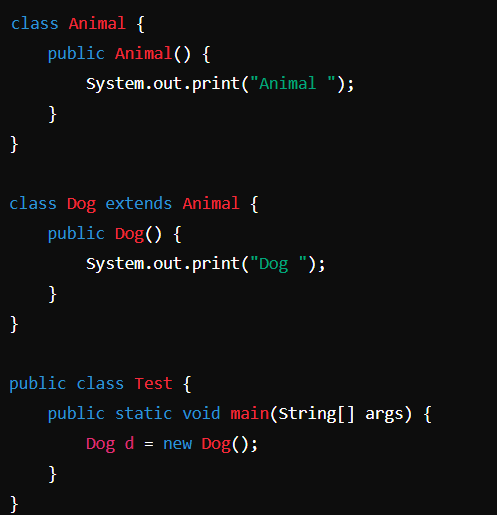 class Animal {
    public Animal() {
        System.out.print("Animal ");
    }
}

class Dog extends Animal {
    public Dog() {
        System.out.print("Dog ");
    }
}

public class Test {
    public static void main(String[] args) {
        Dog d = new Dog();
    }
}